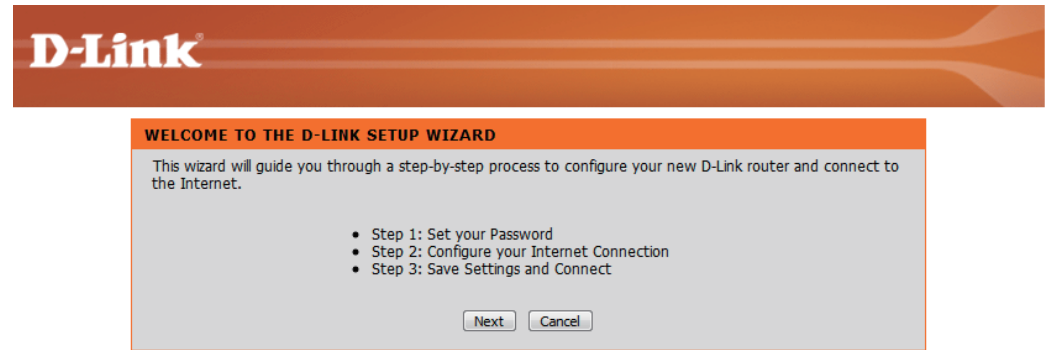 D-Link®
WELCOME TO THE D-LINK SETUP WIZARD
This wizard will guide you through a step-by-step process to configure your new D-Link router and connect to
the Internet.
• Step 1: Set your Password
• Step 2: Configure your Internet Connection
• Step 3: Save Settings and Connect
Next Cancel